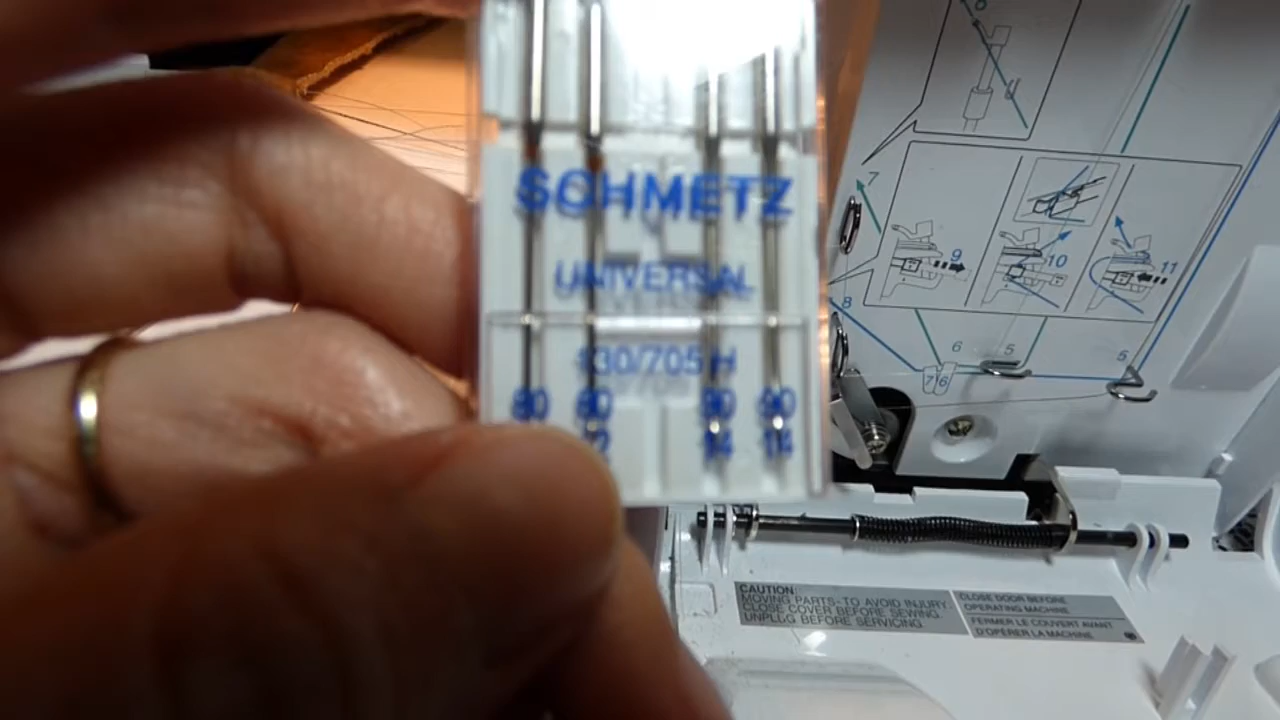 SCHMETZ
UNIVERSAL
130/705 H
80 80 90 90
14 14
6
7
9
10
11
8
6 5 5
7 6
CAUTION:
MOVING PARTS-TO AVOID INJURY
CLOSE COVER BEFORE SEWING.
UNPLUG BEFORE SERVICING.
CLOSE DOOR BEFORE
OPERATING MACHINE
FERMER LE COUVERT AVANT
D'OPÉRER LA MACHINE